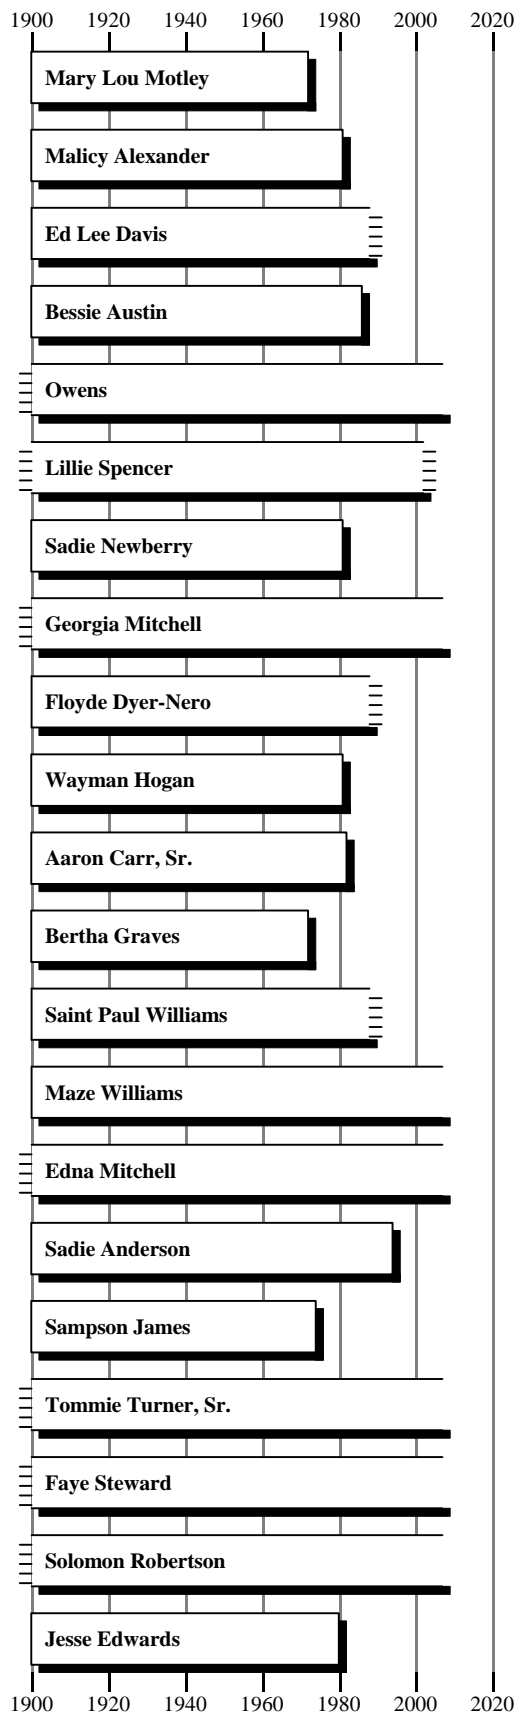 1900 1920 1940 1960 1980 2000 2020
Mary Lou Motley
Malicy Alexander
Ed Lee Davis
Bessie Austin
Owens
Lillie Spencer
Sadie Newberry
Georgia Mitchell
Floyde Dyer-Nero
Wayman Hogan
Aaron Carr, Sr.
Bertha Graves
Saint Paul Williams
Maze Williams
Edna Mitchell
Sadie Anderson
Sampson James
Tommie Turner, Sr.
Faye Steward
Solomon Robertson
Jesse Edwards
1900 1920 1940 1960 1980 2000 2020